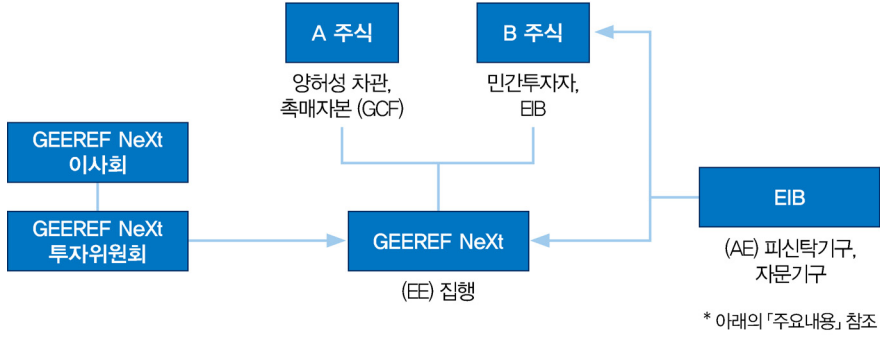 A 주식
B 주식
양허성 차관,
촉매자본 (GCF)
민간투자자,
EIB
GEEREF NeXt
이사회
GEEREF NeXt
투자위원회
GEEREF NeXt
(EE) 집행
EIB
(AE) 피신탁기구,
자문기구
* 아래의 「주요내용」 참조